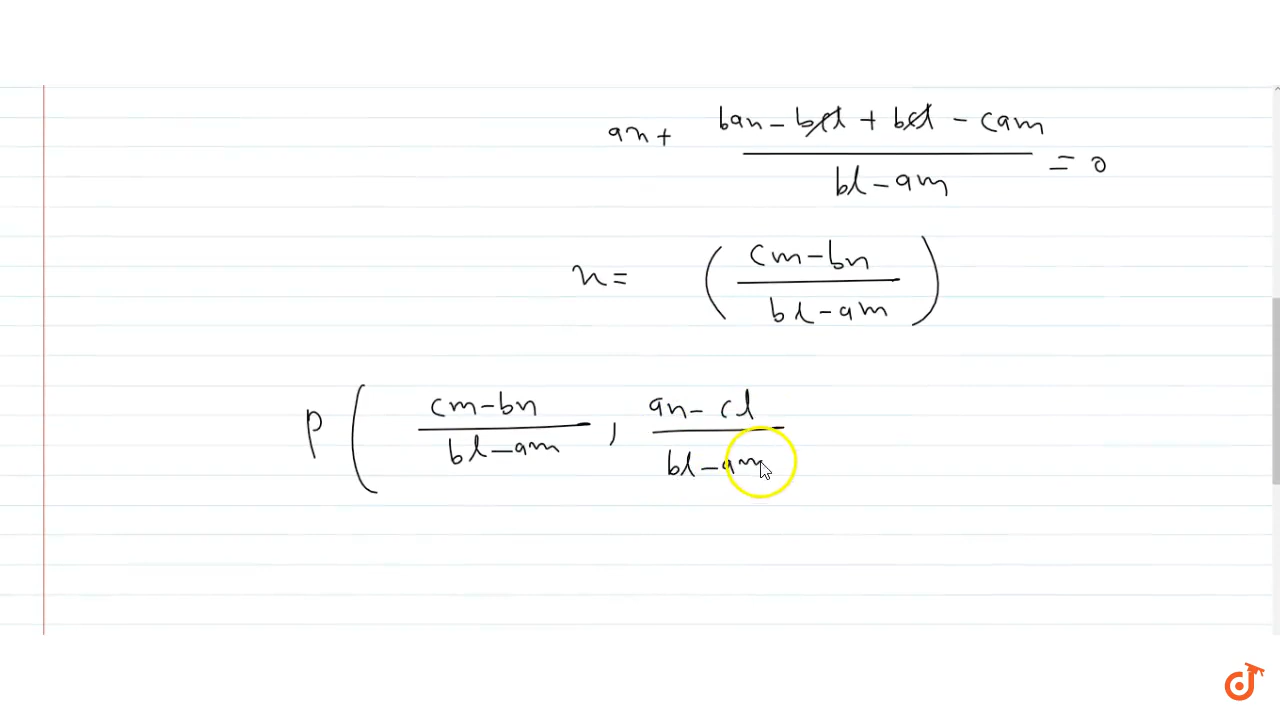 ax + ban - bcl + bcl - cam / bl - am = 0
x = ( cm - bn / bl - am )
P ( cm - bn / bl - am , an - cl / bl - am